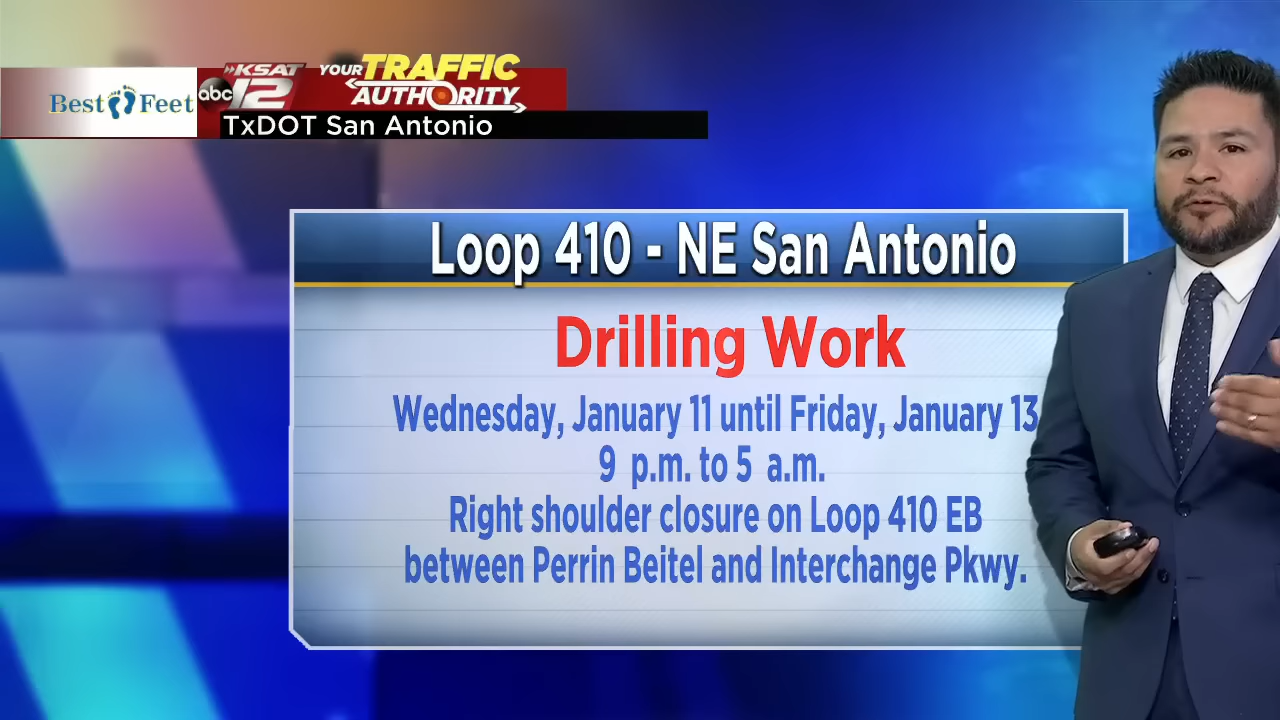 Best Feet
abc
KSAT
12
YOUR TRAFFIC
AUTHORITY
TxDOT San Antonio
Loop 410 - NE San Antonio
Drilling Work
Wednesday, January 11 until Friday, January 13
9 p.m. to 5 a.m.
Right shoulder closure on Loop 410 EB
between Perrin Beitel and Interchange Pkwy.